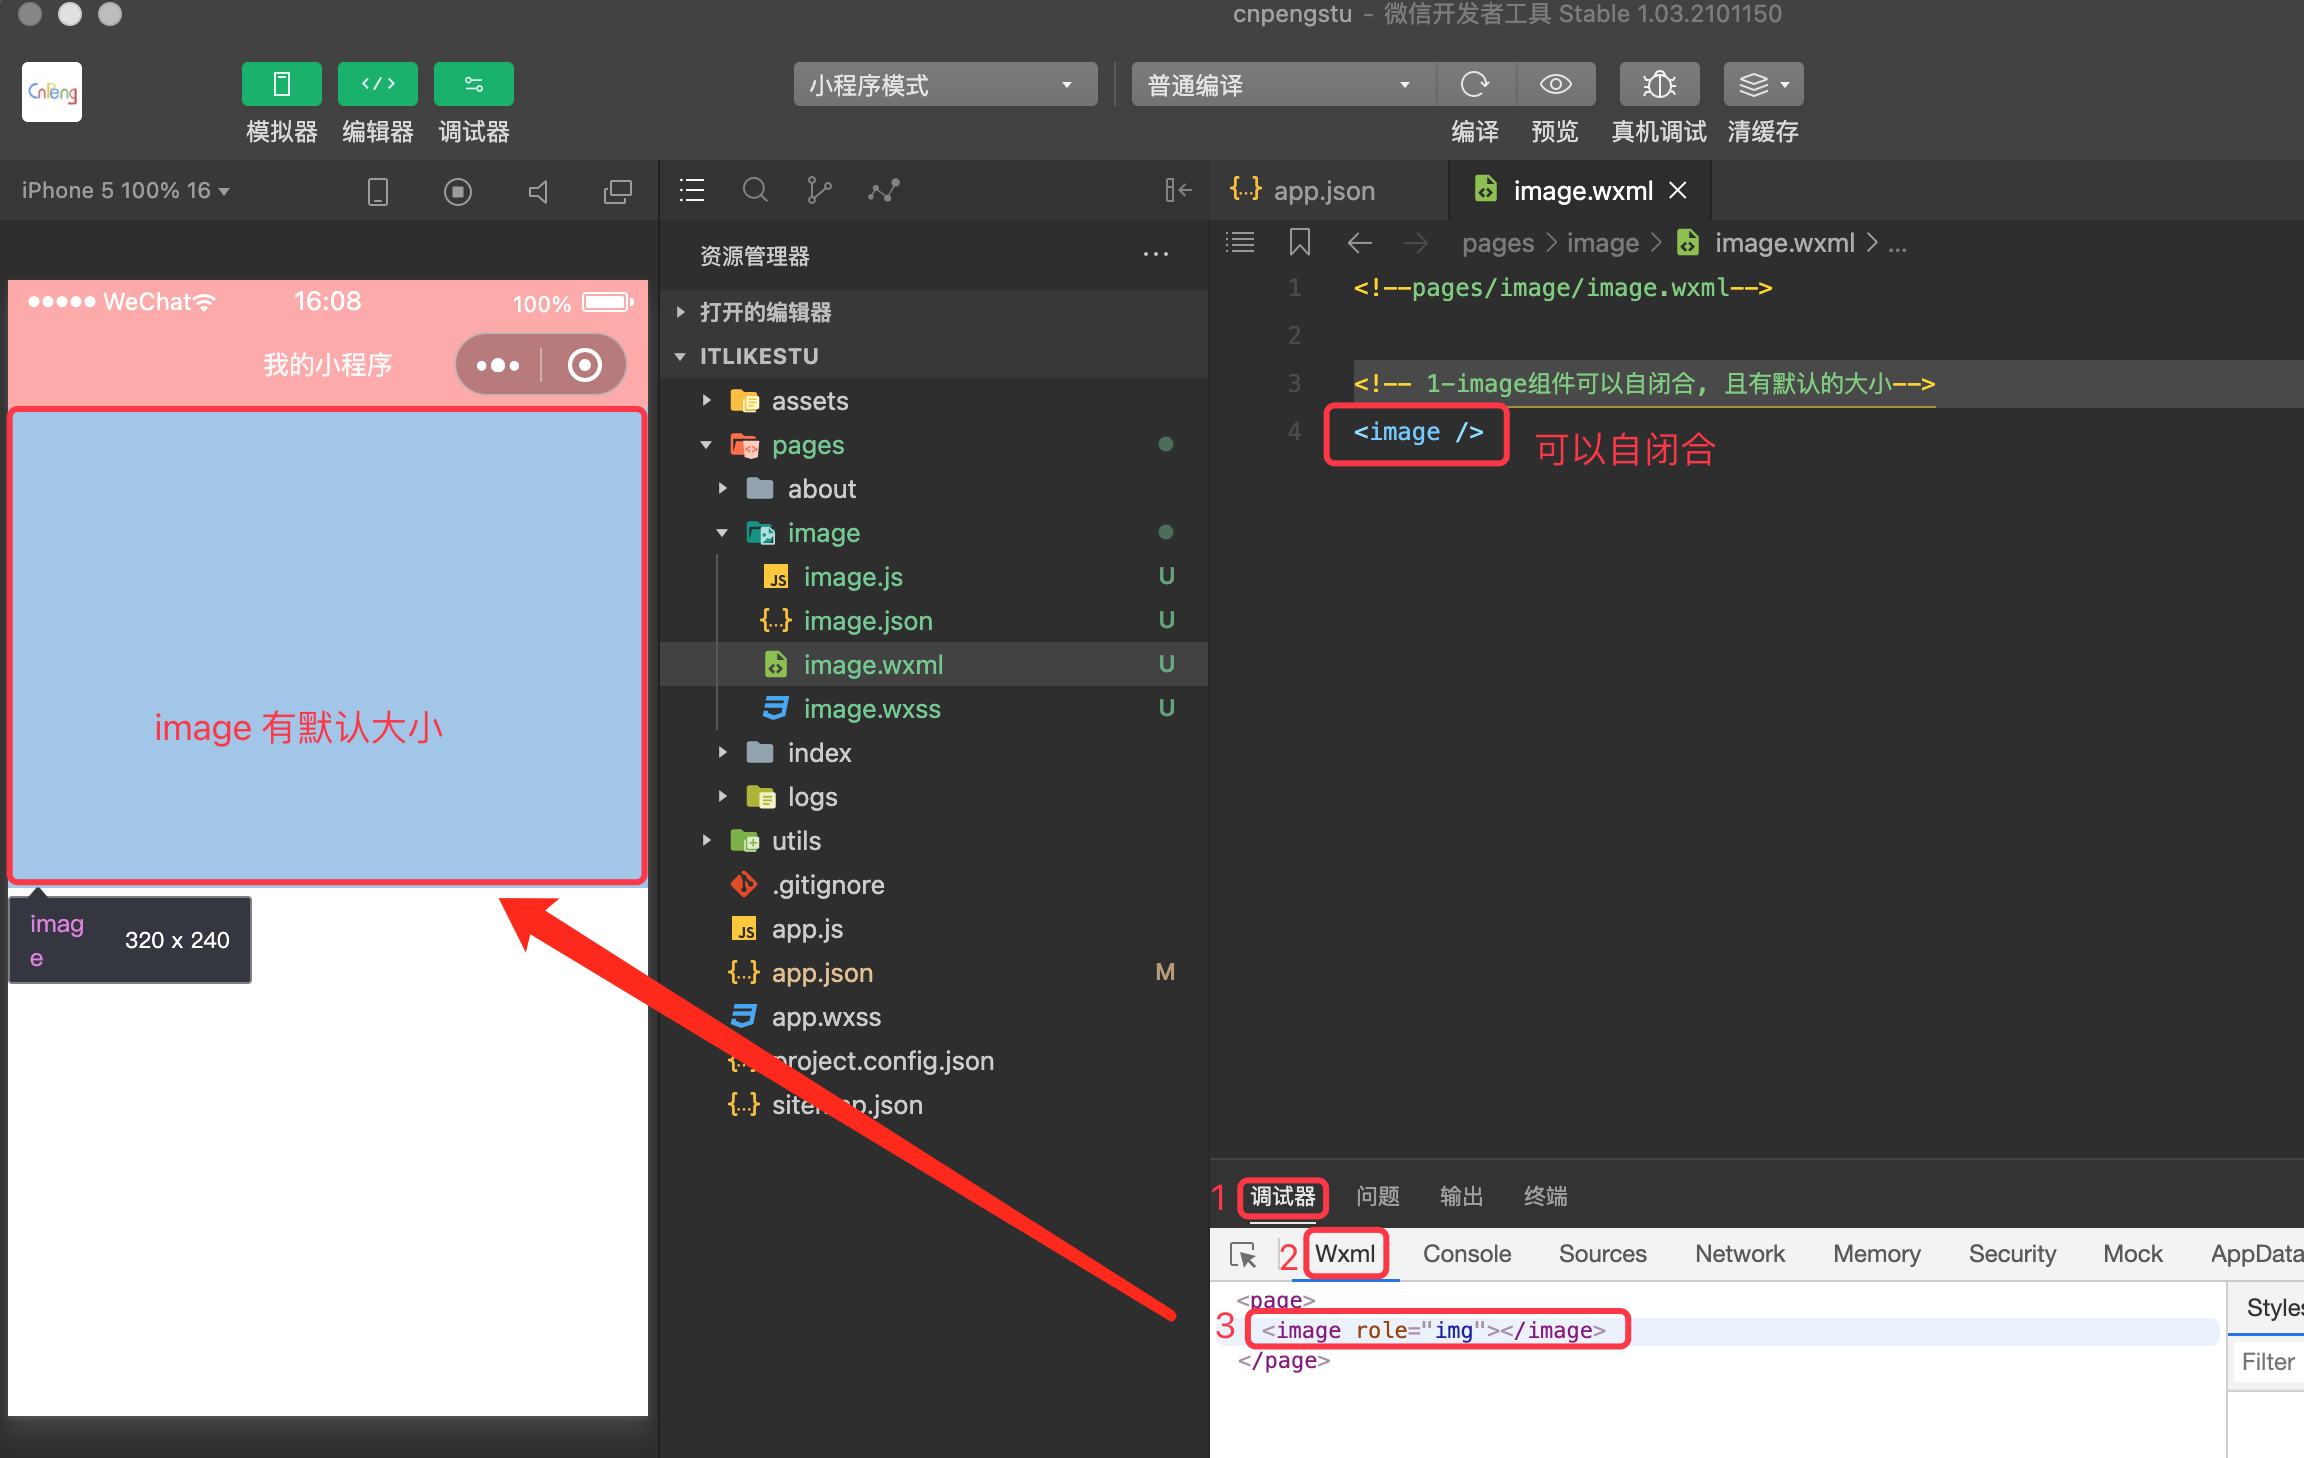 cnpengstu – 微信开发者工具 Stable 1.03.2101150
CnPeng
模拟器
编辑器
调试器
小程序模式
普通编译
编译
预览
真机调试
清缓存
iPhone 5 100% 16
WeChat
16:08
100%
我的小程序
image 有默认大小
imag
e
320 x 240
资源管理器
打开的编辑器
ITLIKESTU
assets
pages
about
image
image.js U
image.json U
image.wxml U
image.wxss U
index
logs
utils
.gitignore
app.js
app.json M
app.wxss
project.config.json
app.json
image.wxml
pages > image > image.wxml > ...
1 <!--pages/image/image.wxml-->
2
3 <!-- 1-image组件可以自闭合, 且有默认的大小-->
4 <image />
可以自闭合
1 调试器 问题 输出 终端
2 Wxml Console Sources Network Memory Security Mock AppData
<page>
3 <image role="img"></image>
</page>
Styles
Filter